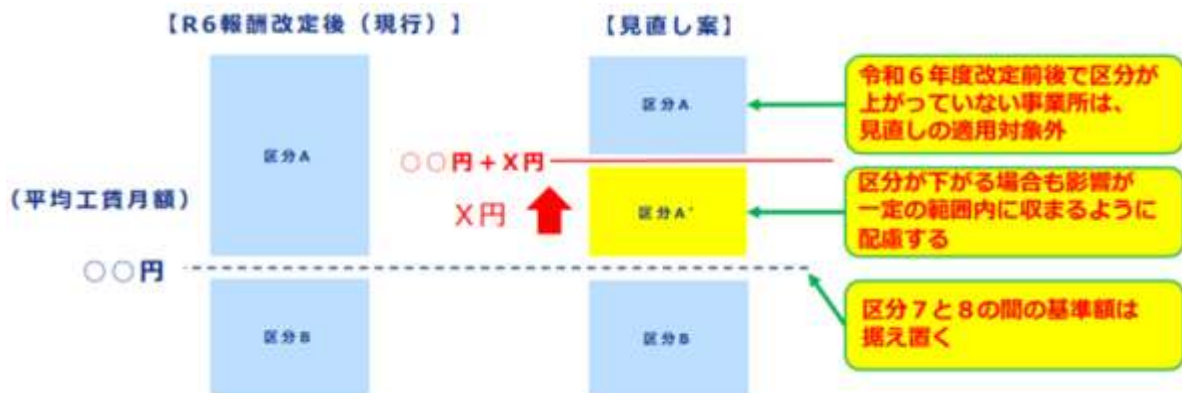 【R6報酬改定後（現行）】
【見直し案】
区分A
区分A
令和６年度改定前後で区分が
上がっていない事業所は、
見直しの適用対象外
○○円＋X円
（平均工賃月額）
X円
区分A'
区分が下がる場合も影響が
一定の範囲内に収まるように
配慮する
○○円
区分B
区分B
区分７と８の間の基準額は
据え置く